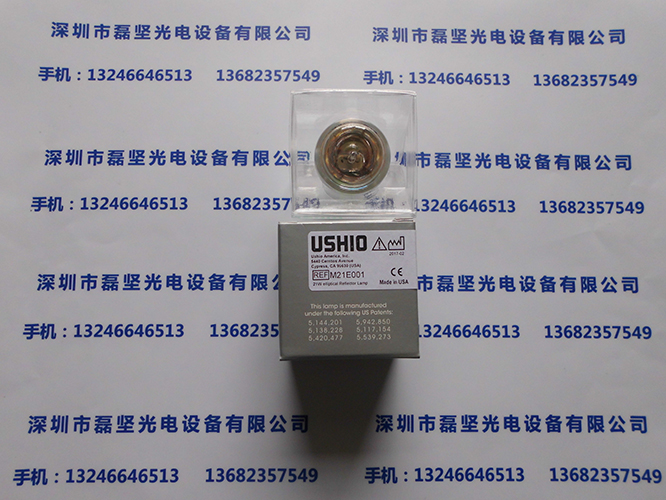 深圳市磊坚光电设备有限公司
深圳市磊坚光电设备有限公司
手机：13246646513 13682357549
手机：13246646513 13682357549
深圳市磊坚光电设备有限公司
深圳市磊坚光电设备有限公司
手机：13246646513 13682357549
手机：13246646513 13682357549
USHIO
2017-02
Ushio America, Inc.
5440 Cerritos Avenue
Cypress, CA 90630 (USA)
REF M21E001
CE
21W elliptical Reflector Lamp
Made in USA
This lamp is manufactured
under the following US Patents:
5,144,201 5,942,850
5,138,228 5,117,154
5,420,477 5,539,273
深圳市磊坚光电设备有限公司
深圳市磊坚光电设备有限公司
手机：13246646513 13682357549
手机：13246646513 13682357549
深圳市磊坚光电设备有限公司
深圳市磊坚光电设备有限公司
手机：13246646513 13682357549
手机：13246646513 13682357549